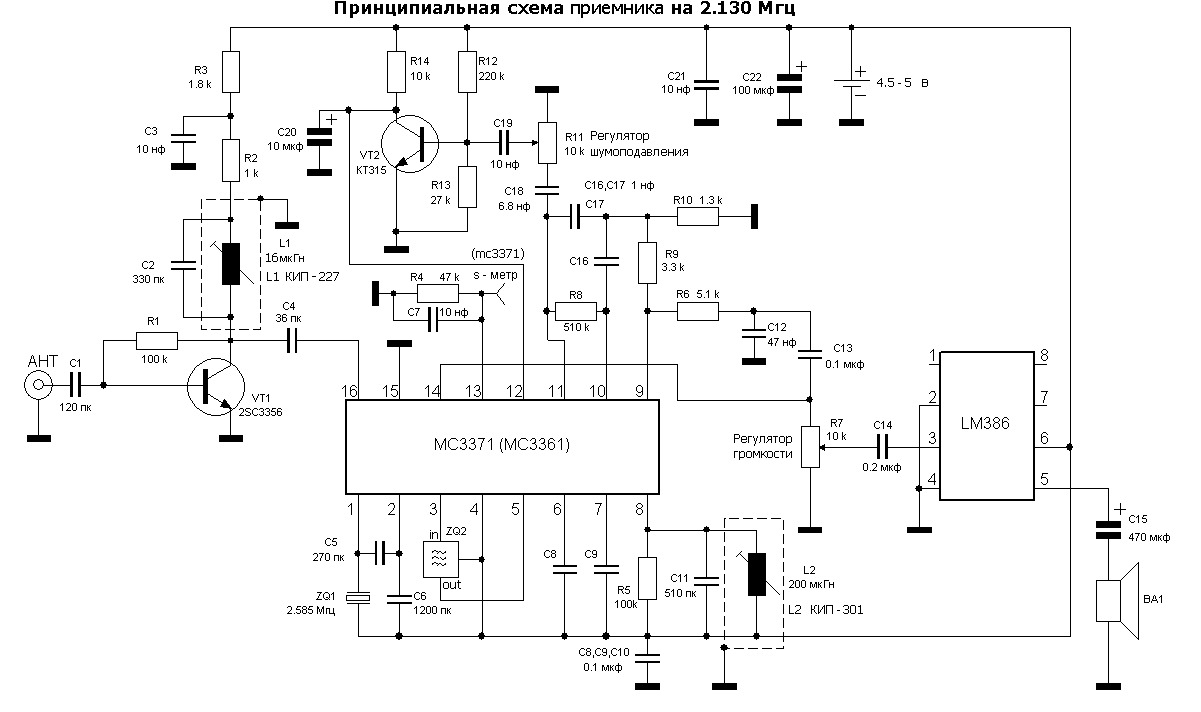 Принципиальная схема приемника на 2.130 Мгц
R3
1.8 k
C3
10 нф
R2
1 k
L1
16мкГн
L1 КИП-227
C2
330 пк
C4
36 пк
R1
100 k
АНТ
C1
120 пк
VT1
2SC3356
R14
10 k
R12
220 k
C20
+
10 мкф
VT2
КТ315
R13
27 k
C19
10 нф
R11
10 k
Регулятор
шумоподавления
C18
6.8 нф
C16,C17 1 нф
C17
R10 1.3 k
C16
R9
3.3 k
R8
510 k
R6 5.1 k
C12
47 нф
C13
0.1 мкф
C21
10 нф
C22
100 мкф
+
+
−
4.5-5 В
(mc3371)
s - метр
R4 47 k
C7 10 нф
16 15 14 13 12 11 10 9
MC3371 (MC3361)
1 2 3 4 5 6 7 8
C5
270 пк
ZQ1
2.585 Мгц
C6
1200 пк
in
ZQ2
out
C8
C9
R5
100k
C11
510 пк
L2
200 мкГн
L2 КИП-301
C8,C9,C10
0.1 мкф
Регулятор
громкости
R7
10 k
C14
0.2 мкф
1 8
2 7
LM386
3 6
4 5
+
C15
470 мкф
BA1